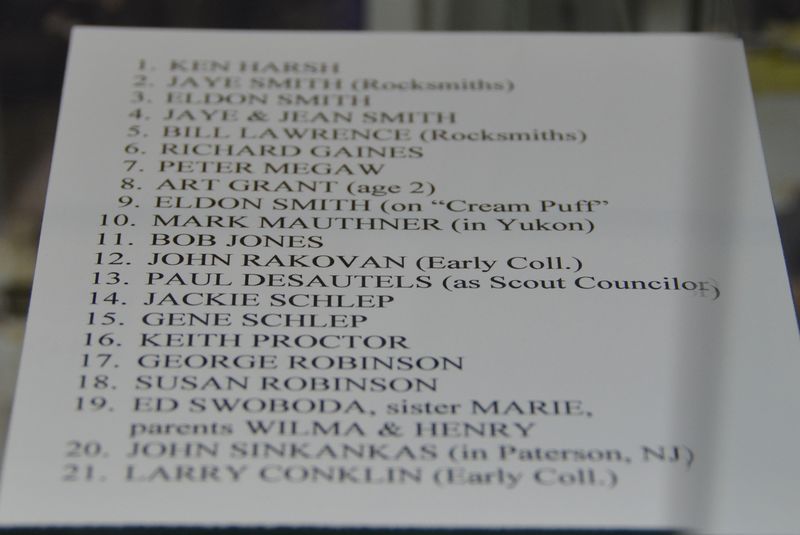 1. KEN HARSH
2. JAYE SMITH (Rocksmiths)
3. ELDON SMITH
4. JAYE & JEAN SMITH
5. BILL LAWRENCE (Rocksmiths)
6. RICHARD GAINES
7. PETER MEGAW
8. ART GRANT (age 2)
9. ELDON SMITH (on “Cream Puff”
10. MARK MAUTHNER (in Yukon)
11. BOB JONES
12. JOHN RAKOVAN (Early Coll.)
13. PAUL DESAUTELS (as Scout Councilor)
14. JACKIE SCHLEP
15. GENE SCHLEP
16. KEITH PROCTOR
17. GEORGE ROBINSON
18. SUSAN ROBINSON
19. ED SWOBODA, sister MARIE,
parents WILMA & HENRY
20. JOHN SINKANKAS (in Paterson, NJ)
21. LARRY CONKLIN (Early Coll.)